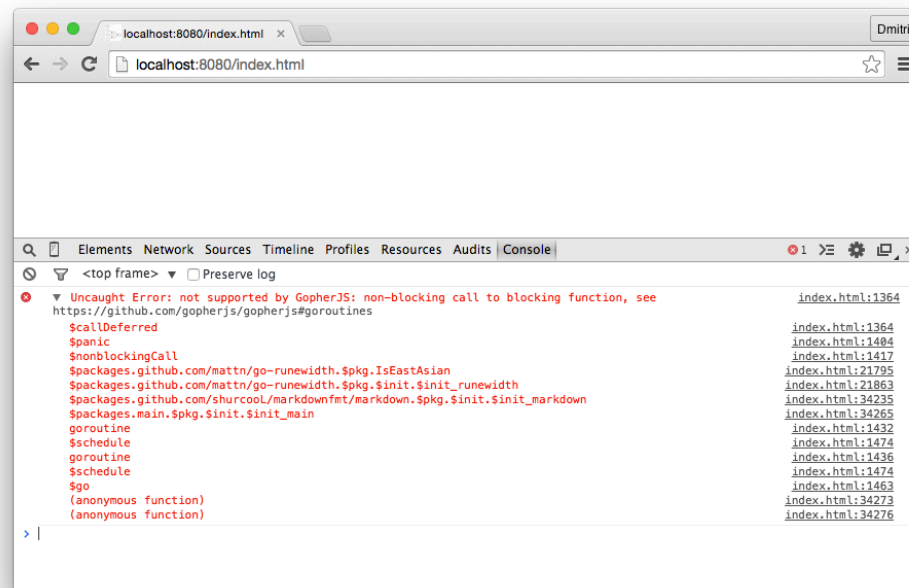 localhost:8080/index.html ×
Dmitri
localhost:8080/index.html
Elements Network Sources Timeline Profiles Resources Audits Console 1
<top frame> ▼ Preserve log
▼ Uncaught Error: not supported by GopherJS: non-blocking call to blocking function, see index.html:1364
https://github.com/gopherjs/gopherjs#goroutines
$callDeferred index.html:1364
$panic index.html:1404
$nonblockingCall index.html:1417
$packages.github.com/mattn/go-runewidth.$pkg.IsEastAsian index.html:21795
$packages.github.com/mattn/go-runewidth.$pkg.$init.$init_runewidth index.html:21863
$packages.github.com/shurcooL/markdownfmt/markdown.$pkg.$init.$init_markdown index.html:34235
$packages.main.$pkg.$init.$init_main index.html:34265
goroutine index.html:1432
$schedule index.html:1474
goroutine index.html:1436
$schedule index.html:1474
$go index.html:1463
(anonymous function) index.html:34273
(anonymous function) index.html:34276
>